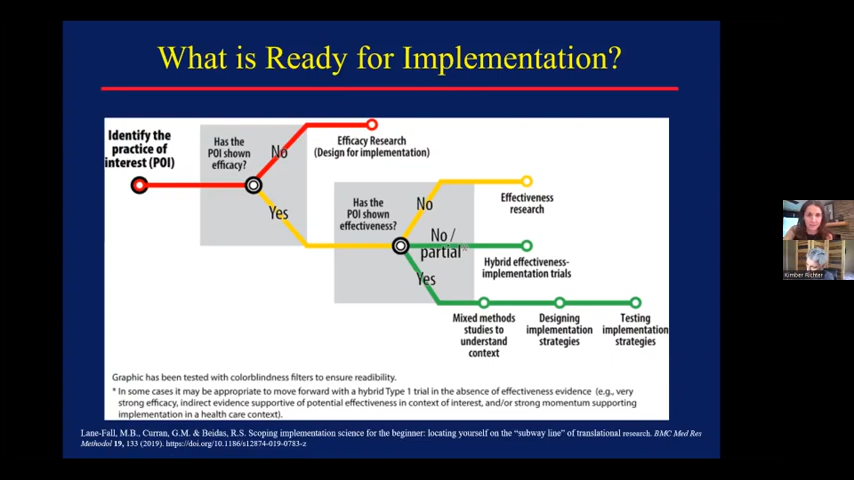 What is Ready for Implementation?
Identify the
practice of
interest (POI)
Has the
POI shown
efficacy?
No
Yes
Efficacy Research
(Design for implementation)
Has the
POI shown
effectiveness?
No
No /
partial*
Yes
Effectiveness
research
Hybrid effectiveness-
implementation trials
Mixed methods
studies to
understand
context
Designing
implementation
strategies
Testing
implementation
strategies
Graphic has been tested with colorblindness filters to ensure readibility.
* In some cases it may be appropriate to move forward with a hybrid Type 1 trial in the absence of effectiveness evidence (e.g., very
strong efficacy, indirect evidence supportive of potential effectiveness in context of interest, and/or strong momentum supporting
implementation in a health care context).
Lane-Fall, M.B., Curran, G.M. & Beidas, R.S. Scoping implementation science for the beginner: locating yourself on the “subway line” of translational research. BMC Med Res
Methodol 19, 133 (2019). https://doi.org/10.1186/s12874-019-0783-z
Kimber Richter